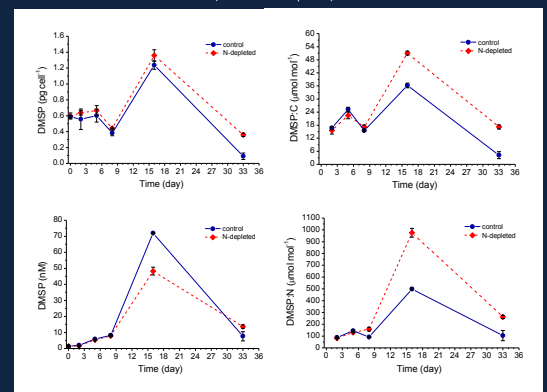 control
N-depleted
DMSP (pg cell⁻¹)
1.6
1.4
1.2
1.0
0.8
0.6
0.4
0.2
0.0
0 3 6 9 12 15 18 21 24 27 30 33 36
Time (day)
control
N-depleted
DMSP:C (µmol mol⁻¹)
60
54
48
42
36
30
24
18
12
6
0
0 3 6 9 12 15 18 21 24 27 30 33 36
Time (day)
control
N-depleted
DMSP (nM)
80
70
60
50
40
30
20
10
0
0 3 6 9 12 15 18 21 24 27 30 33 36
Time (day)
control
N-depleted
DMSP:N (µmol mol⁻¹)
1100
1000
900
800
700
600
500
400
300
200
100
0
0 3 6 9 12 15 18 21 24 27 30 33 36
Time (day)